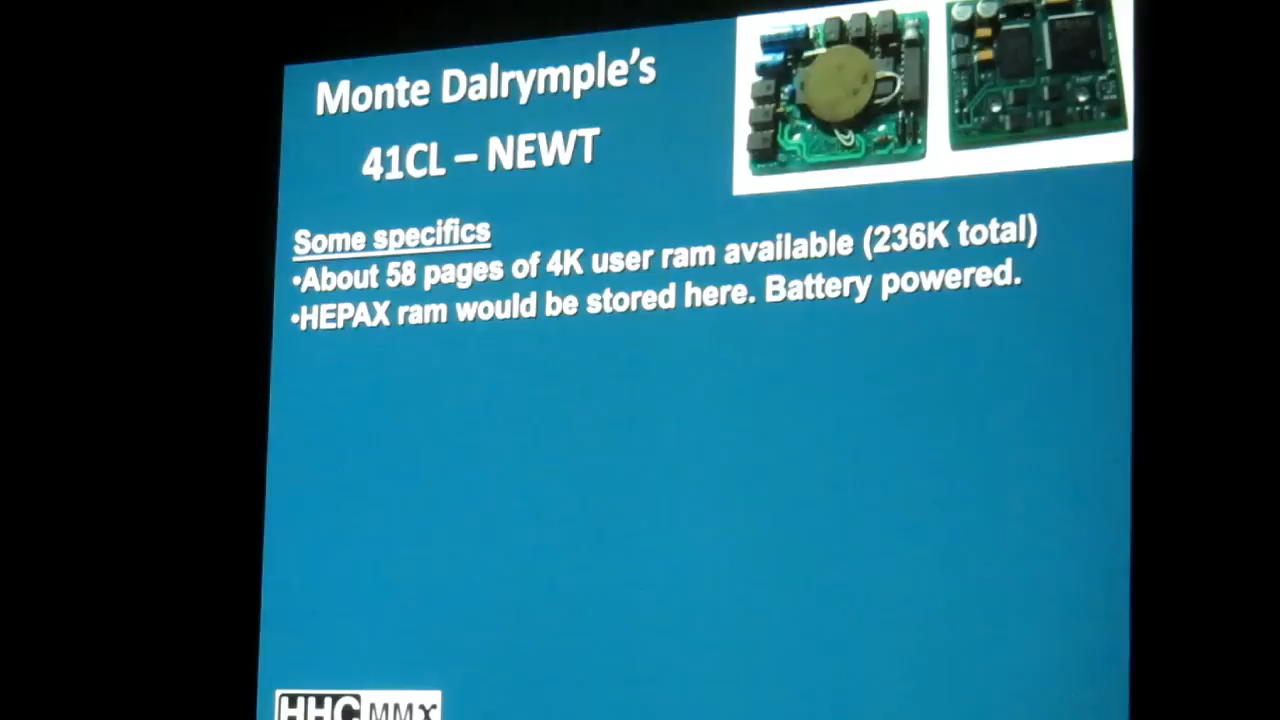 Monte Dalrymple's
41CL – NEWT
Some specifics
•About 58 pages of 4K user ram available (236K total)
•HEPAX ram would be stored here. Battery powered.
HHC MMX